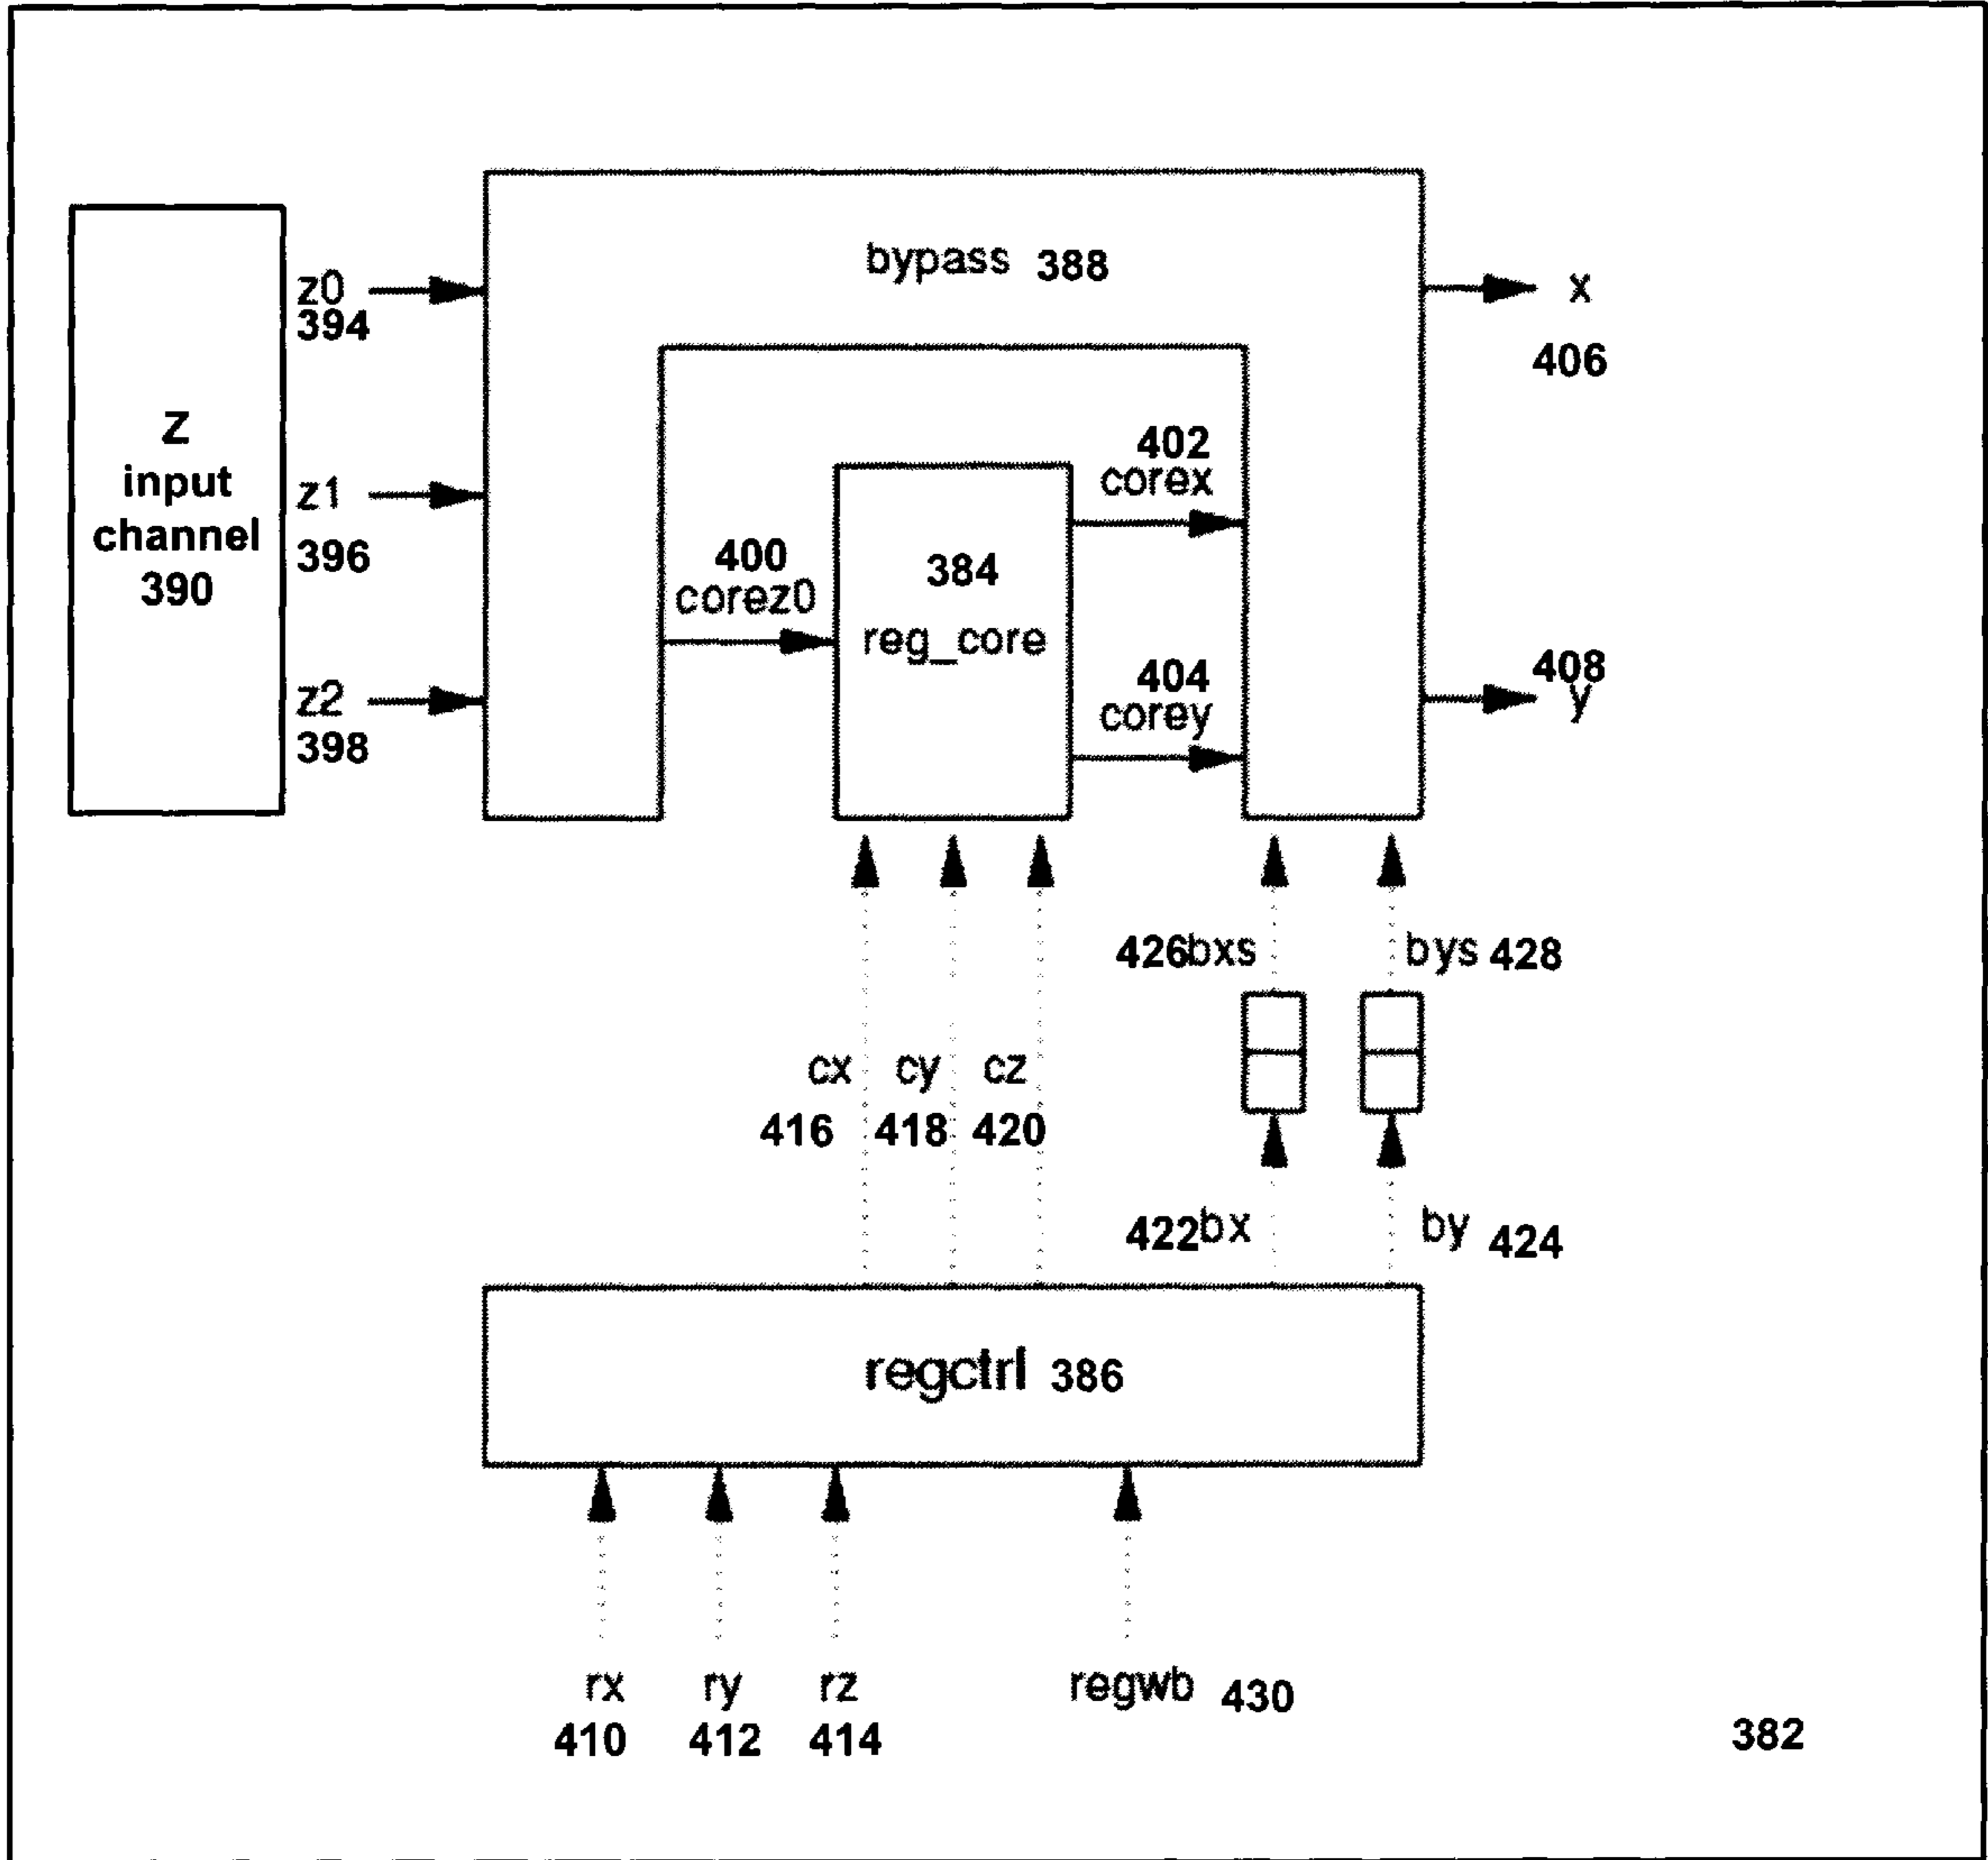 bypass 388
z0
394
x
406
Z
input
channel
390
z1
396
402
corex
400
corez0
384
reg_core
404
corey
408
y
z2
398
426bxs
bys 428
cx
cy
cz
416
418
420
422bx
by 424
regctrl 386
rx
ry
rz
regwb 430
410
412
414
382